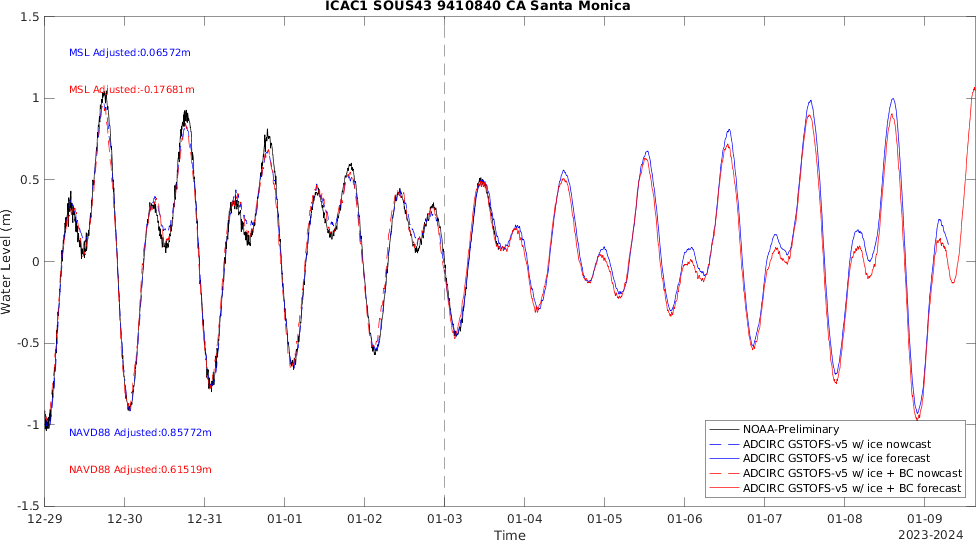 ICAC1 SOUS43 9410840 CA Santa Monica
1.5
MSL Adjusted:0.06572m
MSL Adjusted:-0.17681m
1
0.5
0
-0.5
-1
-1.5
Water Level (m)
NAVD88 Adjusted:0.85772m
NAVD88 Adjusted:0.61519m
NOAA-Preliminary
ADCIRC GSTOFS-v5 w/ ice nowcast
ADCIRC GSTOFS-v5 w/ ice forecast
ADCIRC GSTOFS-v5 w/ ice + BC nowcast
ADCIRC GSTOFS-v5 w/ ice + BC forecast
12-29 12-30 12-31 01-01 01-02 01-03 01-04 01-05 01-06 01-07 01-08 01-09
Time
2023-2024